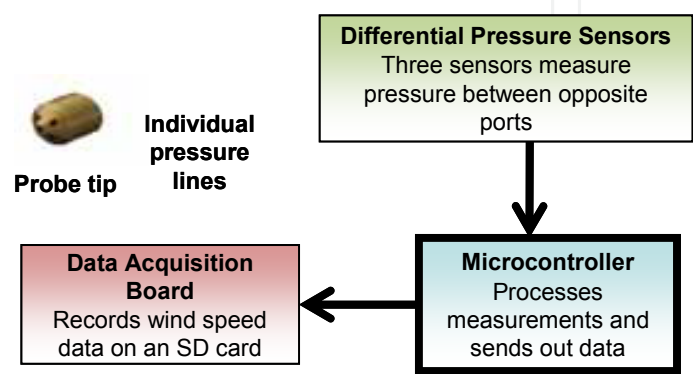 Differential Pressure Sensors
Three sensors measure
pressure between opposite
ports
Individual
pressure
lines
Probe tip
Data Acquisition
Board
Records wind speed
data on an SD card
Microcontroller
Processes
measurements and
sends out data